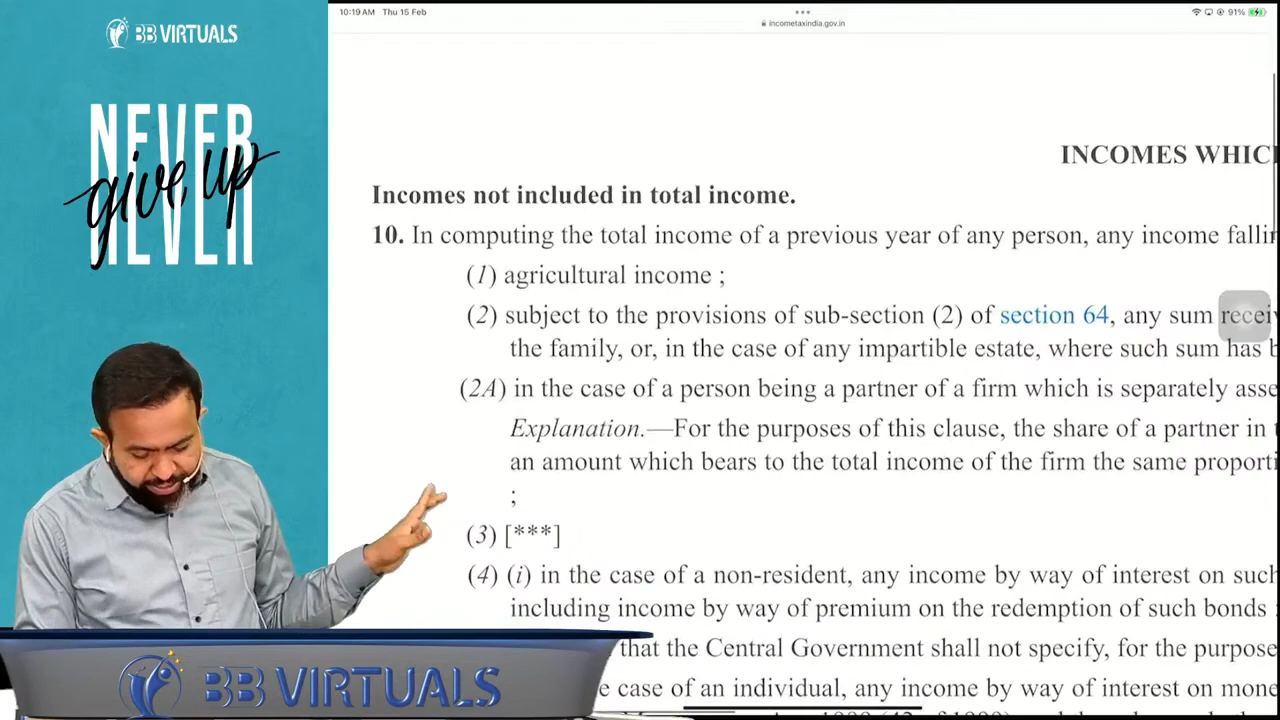 BB VIRTUALS
NEVER
give up
NEVER
10:19 AM Thu 15 Feb
incometaxindia.gov.in
91%
INCOMES WHICH
Incomes not included in total income.
10. In computing the total income of a previous year of any person, any income fallin
(1) agricultural income ;
(2) subject to the provisions of sub-section (2) of section 64, any sum recei
the family, or, in the case of any impartible estate, where such sum has b
(2A) in the case of a person being a partner of a firm which is separately asse
Explanation.—For the purposes of this clause, the share of a partner in
an amount which bears to the total income of the firm the same proporti
;
(3) [***]
(4) (i) in the case of a non-resident, any income by way of interest on such
including income by way of premium on the redemption of such bonds
that the Central Government shall not specify, for the purpose
e case of an individual, any income by way of interest on mone
BB VIRTUALS